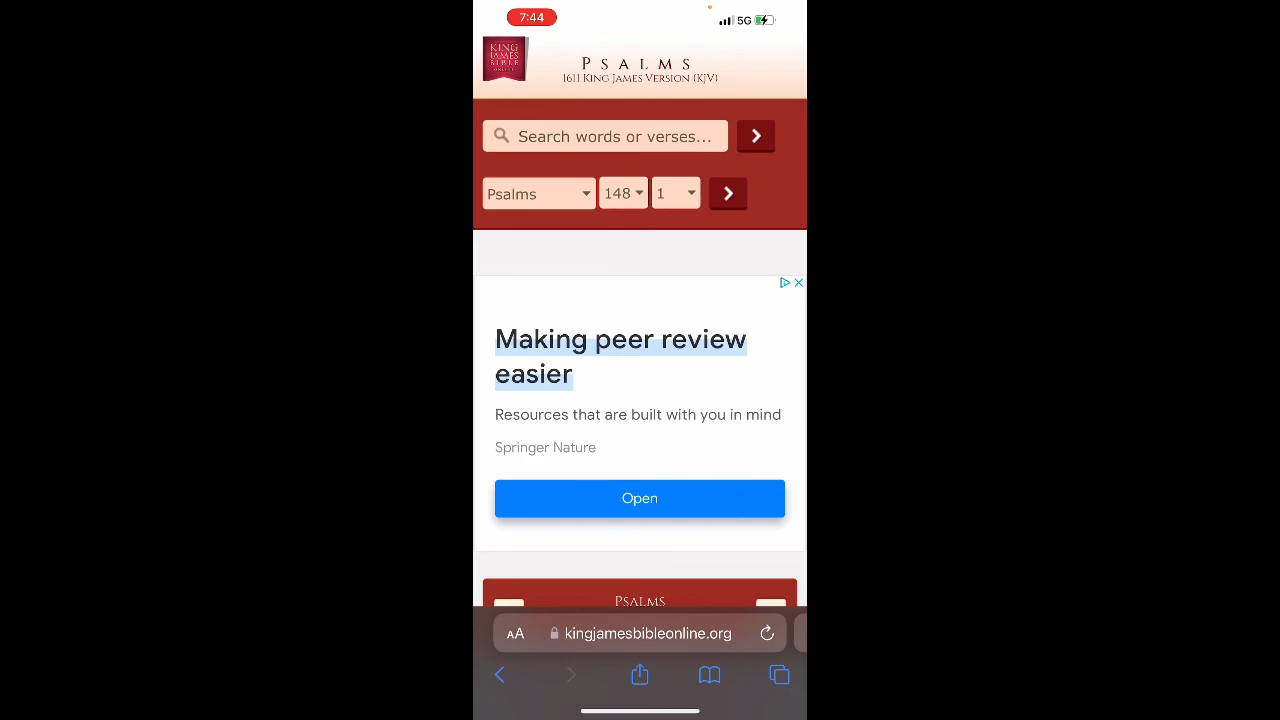 7:44
5G
KING
JAMES
BIBLE
ONLINE
PSALMS
1611 KING JAMES VERSION (KJV)
Search words or verses...
Psalms 148 1
Making peer review
easier
Resources that are built with you in mind
Springer Nature
Open
PSALMS
AA kingjamesbibleonline.org